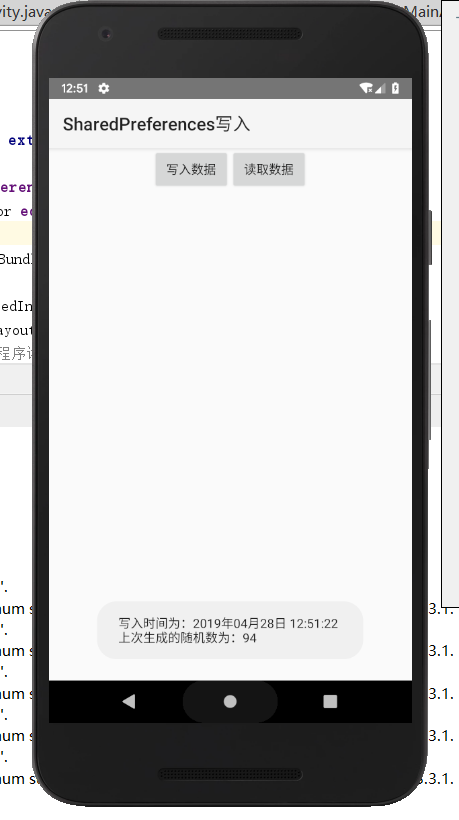 vity.java
MainA
12:51
SharedPreferences写入
写入数据 读取数据
ext
eren
or ec
Bundl
edIn
ayout
程序
写入时间为：2019年04月28日 12:51:22
上次生成的随机数为：94
".
num s 3.1.
".
num s 3.1.
".
num s 3.1.
".
num s 3.1.
".
num s .3.1.